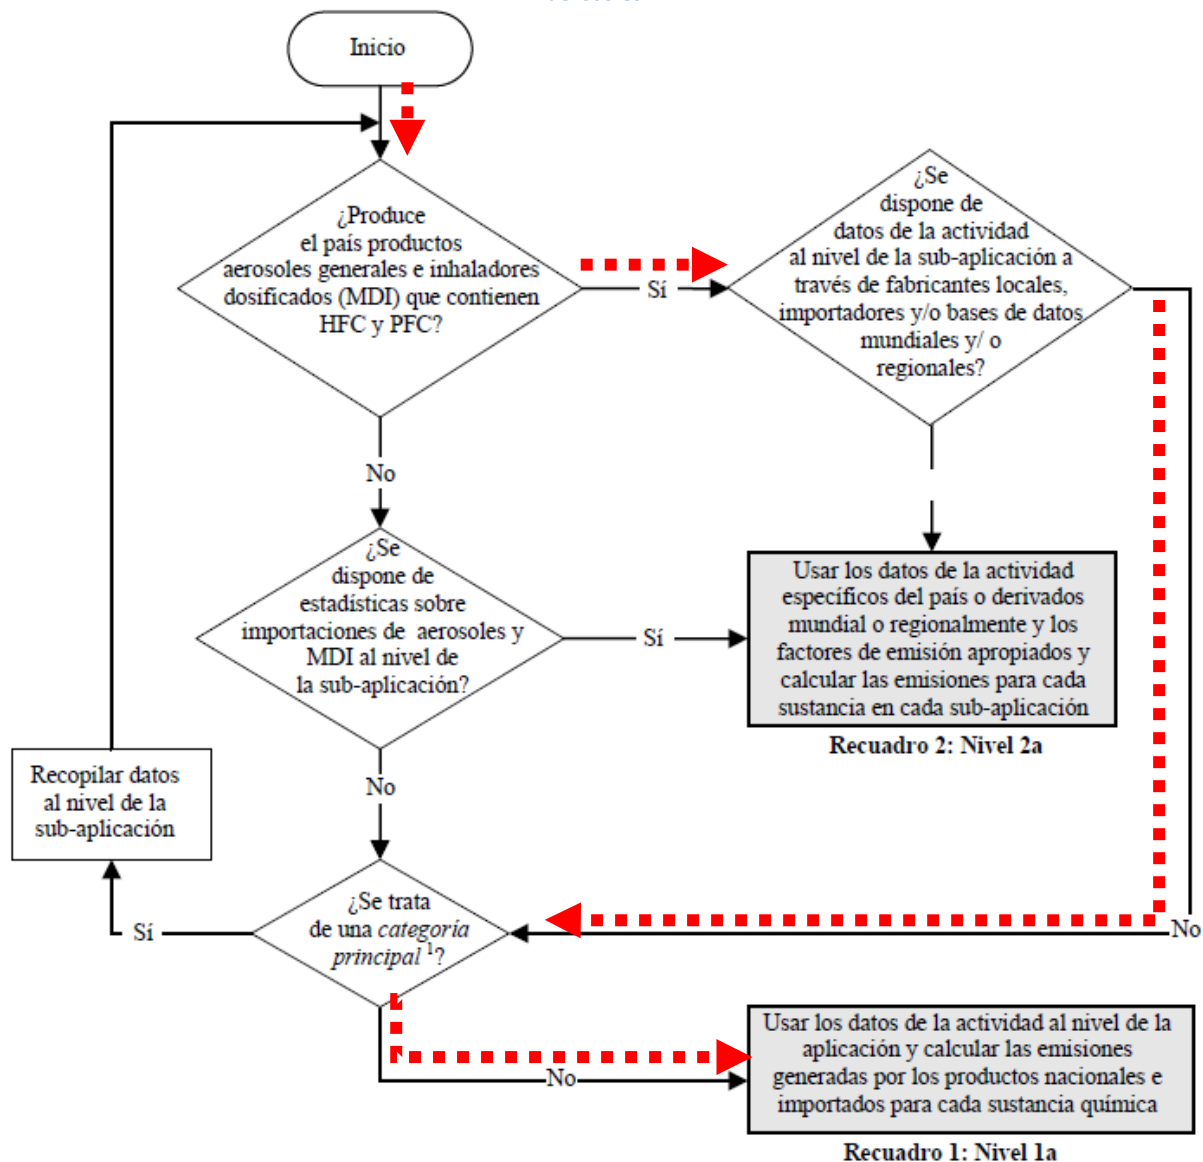 Inicio
¿Produce
el país productos
aerosoles generales e inhaladores
dosificados (MDI) que contienen
HFC y PFC?
Sí
¿Se
dispone de
datos de la actividad
al nivel de la sub-aplicación a
través de fabricantes locales,
importadores y/o bases de datos
mundiales y/ o
regionales?
No
¿Se
dispone de
estadísticas sobre
importaciones de aerosoles y
MDI al nivel de
la sub-aplicación?
Sí
Usar los datos de la actividad
específicos del país o derivados
mundial o regionalmente y los
factores de emisión apropiados y
calcular las emisiones para cada
sustancia en cada sub-aplicación
Recuadro 2: Nivel 2a
Recopilar datos
al nivel de la
sub-aplicación
No
¿Se trata
de una categoría
principal 1?
Sí
No
Usar los datos de la actividad al nivel de la
aplicación y calcular las emisiones
generadas por los productos nacionales e
importados para cada sustancia química
No
Recuadro 1: Nivel 1a